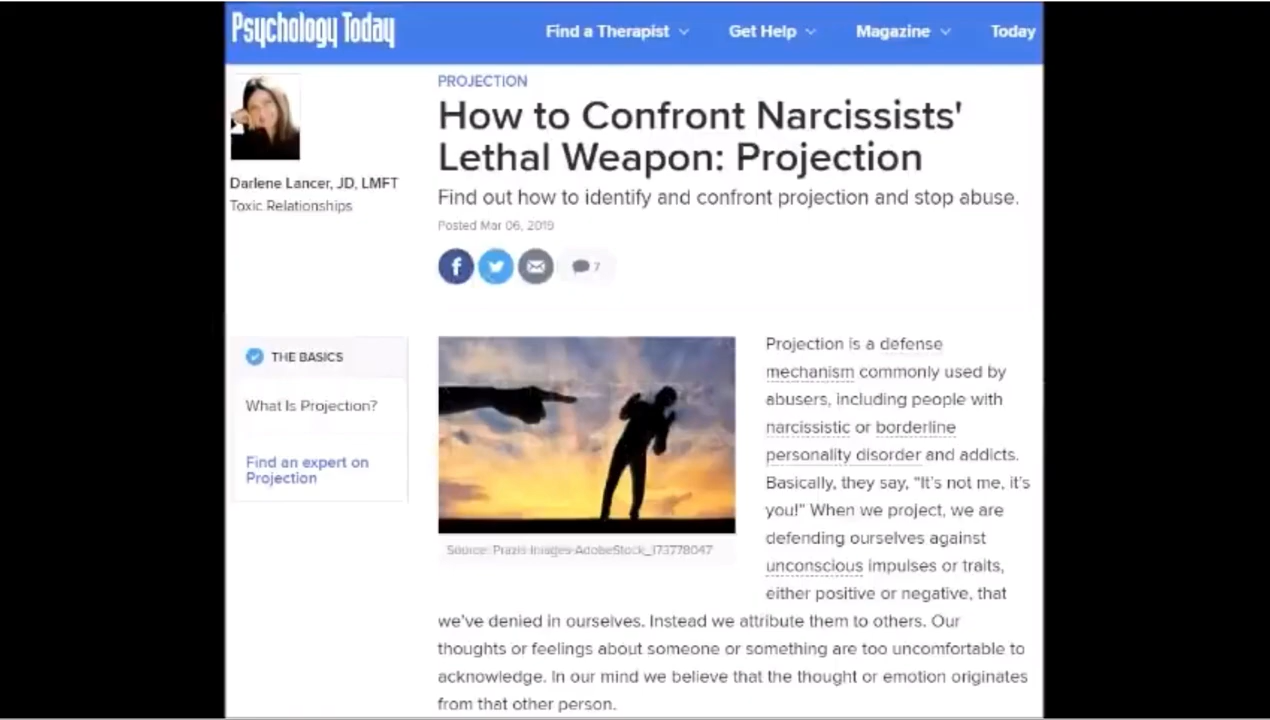 Psychology Today
Find a Therapist
Get Help
Magazine
Today
Darlene Lancer, JD, LMFT
Toxic Relationships
PROJECTION
How to Confront Narcissists'
Lethal Weapon: Projection
Find out how to identify and confront projection and stop abuse.
Posted Mar 06, 2019
f
7
THE BASICS
What Is Projection?
Find an expert on
Projection
Source: Prazis Images AdobeStock_173778047
Projection is a defense
mechanism commonly used by
abusers, including people with
narcissistic or borderline
personality disorder and addicts.
Basically, they say, “It's not me, it's
you!” When we project, we are
defending ourselves against
unconscious impulses or traits,
either positive or negative, that
we've denied in ourselves. Instead we attribute them to others. Our
thoughts or feelings about someone or something are too uncomfortable to
acknowledge. In our mind we believe that the thought or emotion originates
from that other person.